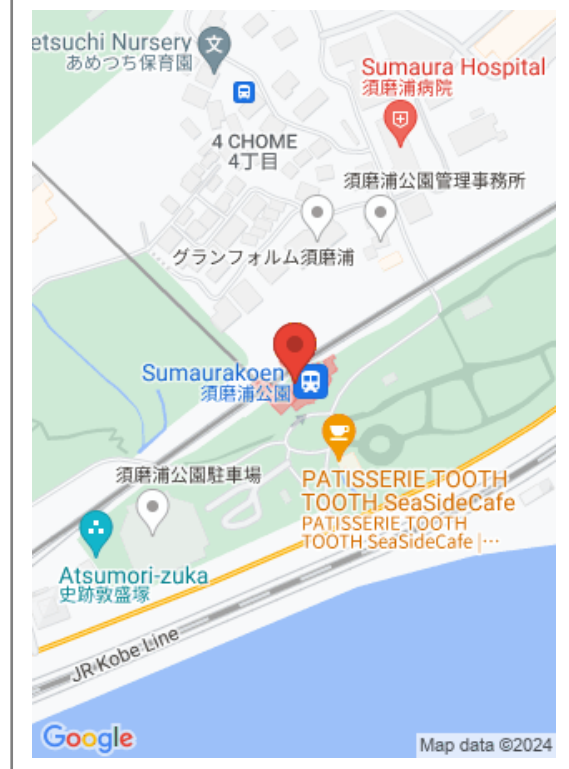 etsuchi Nursery
あめつち保育園
Sumaura Hospital
須磨浦病院
4 CHOME
4丁目
須磨浦公園管理事務所
グランフォルム須磨浦
Sumaurakoen
須磨浦公園
PATISSERIE TOOTH
TOOTH SeaSideCafe
PATISSERIE TOOTH
TOOTH SeaSideCafe |…
須磨浦公園駐車場
Atsumori-zuka
史跡敦盛塚
JR Kobe Line
Google
Map data ©2024